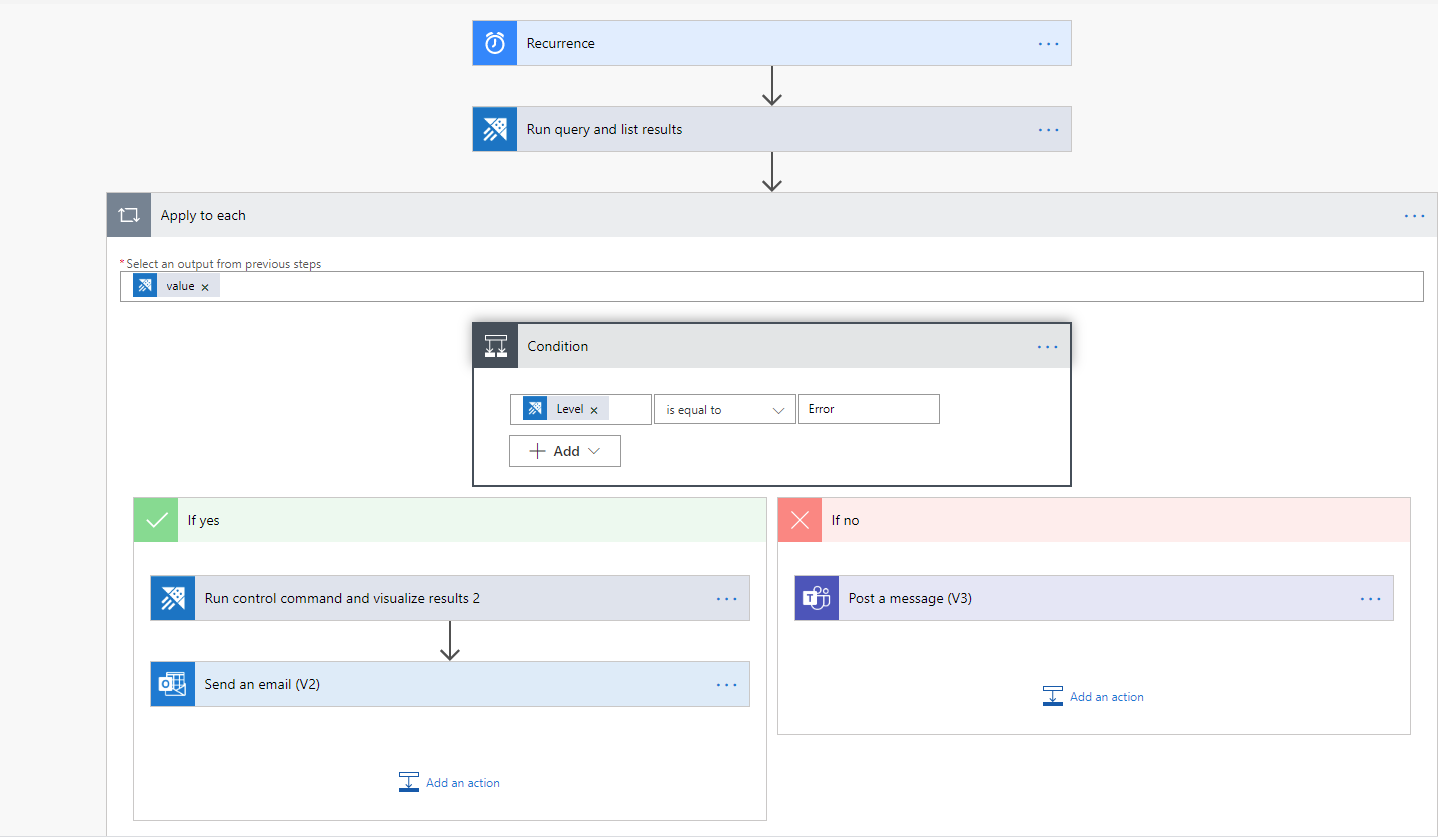 Recurrence
Run query and list results
Apply to each
* Select an output from previous steps
value
Condition
Level
is equal to
Error
Add
If yes
If no
Run control command and visualize results 2
Post a message (V3)
Send an email (V2)
Add an action
Add an action